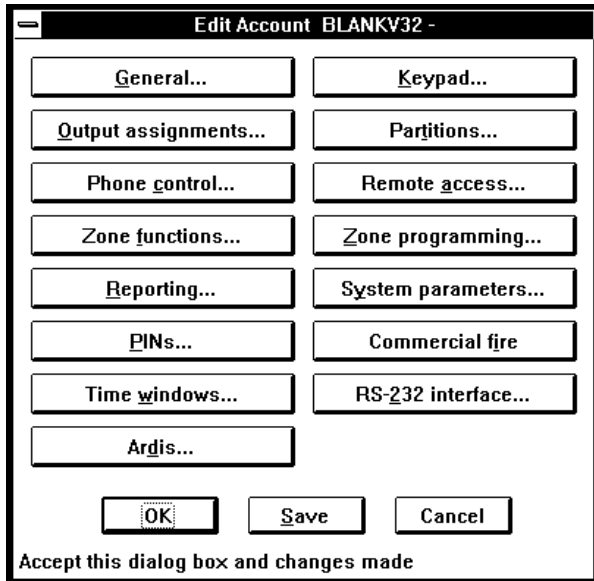 Edit Account BLANKV32 -
General... Keypad...
Output assignments... Partitions...
Phone control... Remote access...
Zone functions... Zone programming...
Reporting... System parameters...
PINs... Commercial fire
Time windows... RS-232 interface...
Ardis...
OK Save Cancel
Accept this dialog box and changes made